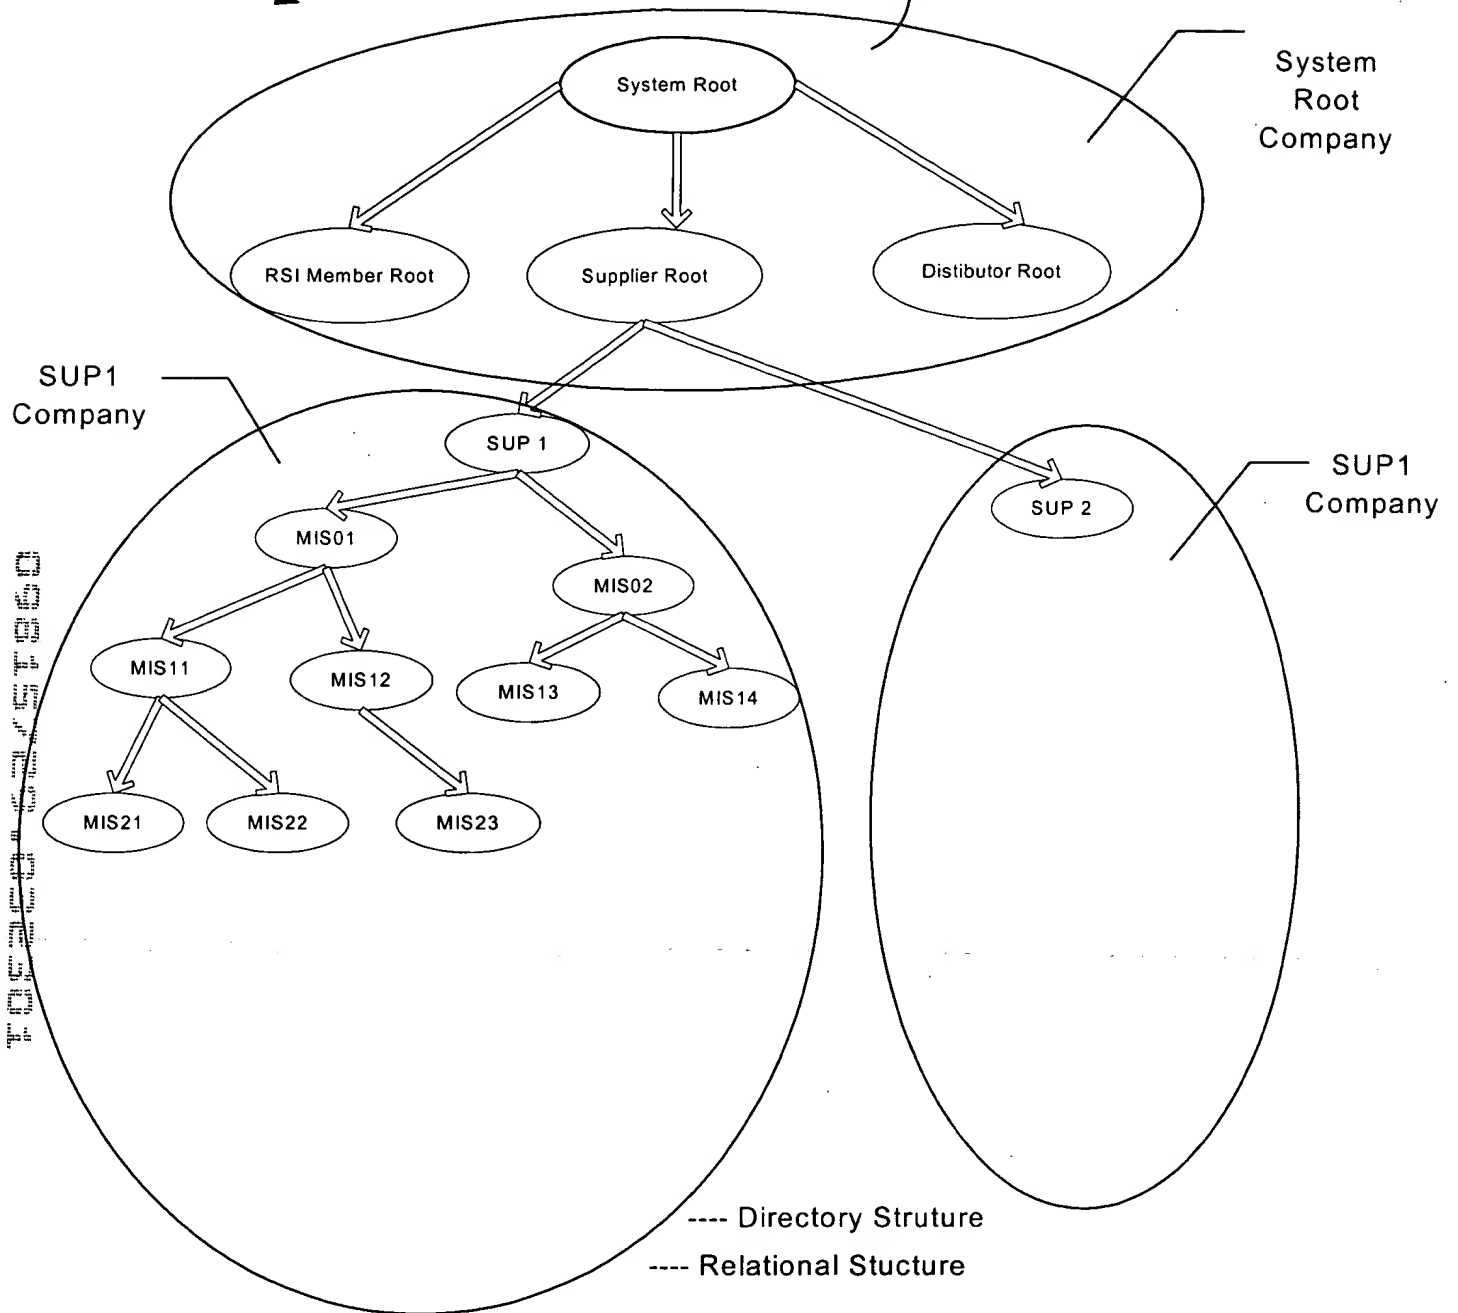 System Root
System
Root
Company
RSI Member Root
Supplier Root
Distibutor Root
SUP1
Company
SUP 1
SUP1
Company
SUP 2
MIS01
MIS02
MIS11
MIS12
MIS13
MIS14
MIS21
MIS22
MIS23
---- Directory Struture
---- Relational Stucture